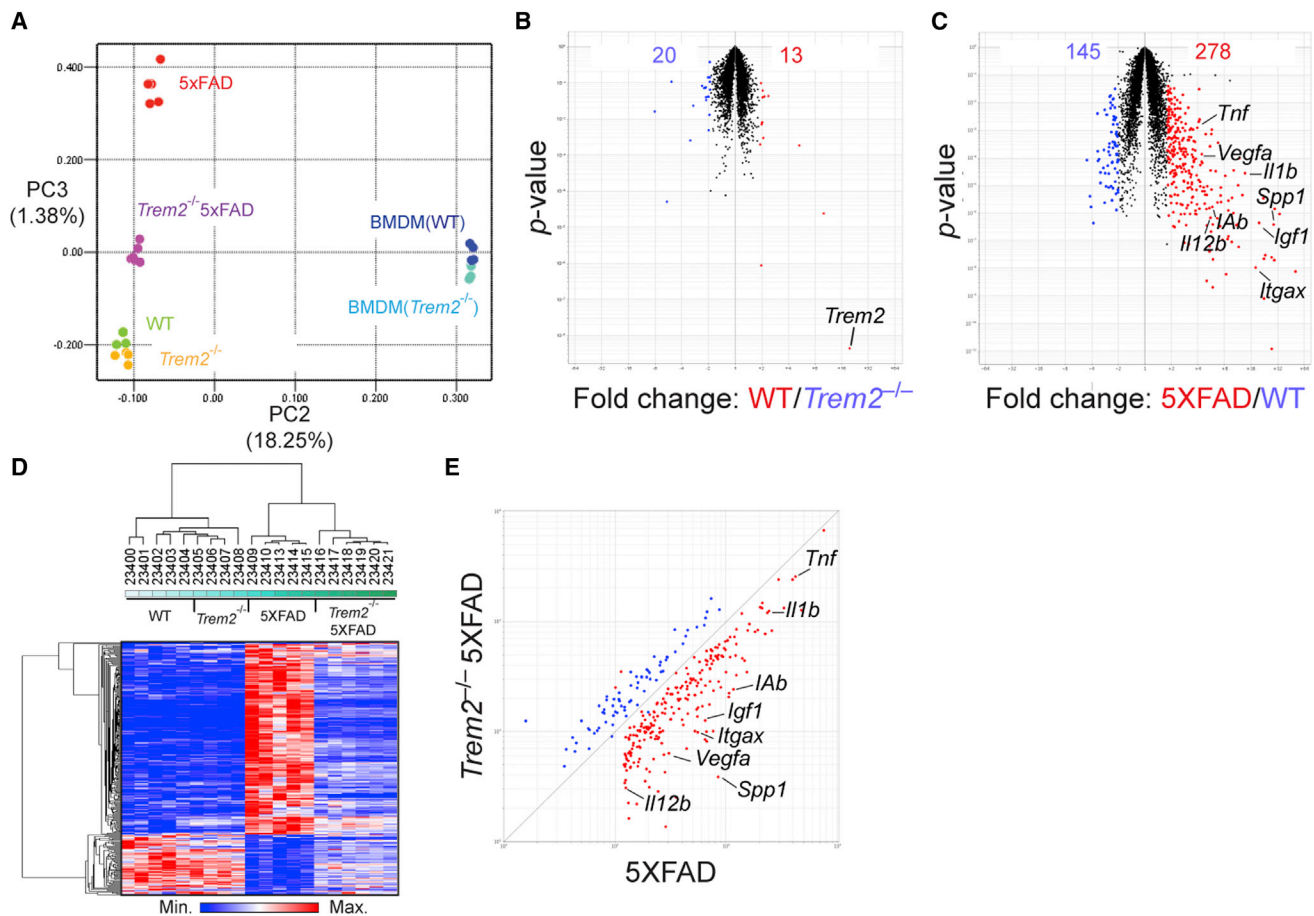 A
0.400
5xFAD
0.200
PC3
(1.38%)
Trem2-/- 5xFAD
BMDM(WT)
0.00
BMDM(Trem2-/-)
WT
-0.200
Trem2-/-
-0.100
0.00
0.100
0.200
0.300
PC2
(18.25%)
B
20
13
p-value
Trem2
Fold change: WT/Trem2–/–
C
145
278
Tnf
Vegfa
Il1b
Spp1
IAb
Il12b
Igf1
Itgax
p-value
Fold change: 5XFAD/WT
D
23400
23401
23402
23403
23404
23405
23406
23407
23408
23409
23410
23413
23414
23415
23416
23417
23418
23419
23420
23421
WT
Trem2-/-
5XFAD
Trem2-/-
5XFAD
Min.
Max.
E
Tnf
Il1b
IAb
Igf1
Itgax
Vegfa
Spp1
Il12b
Trem2–/– 5XFAD
5XFAD